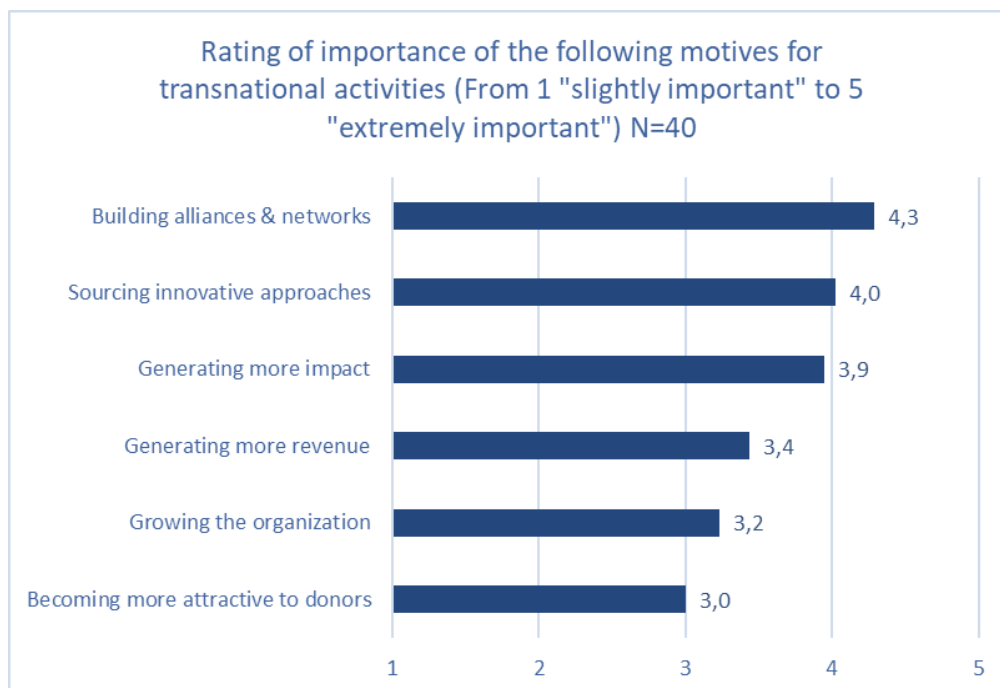 Rating of importance of the following motives for
transnational activities (From 1 "slightly important" to 5
"extremely important") N=40
Building alliances & networks 4,3
Sourcing innovative approaches 4,0
Generating more impact 3,9
Generating more revenue 3,4
Growing the organization 3,2
Becoming more attractive to donors 3,0
1 2 3 4 5